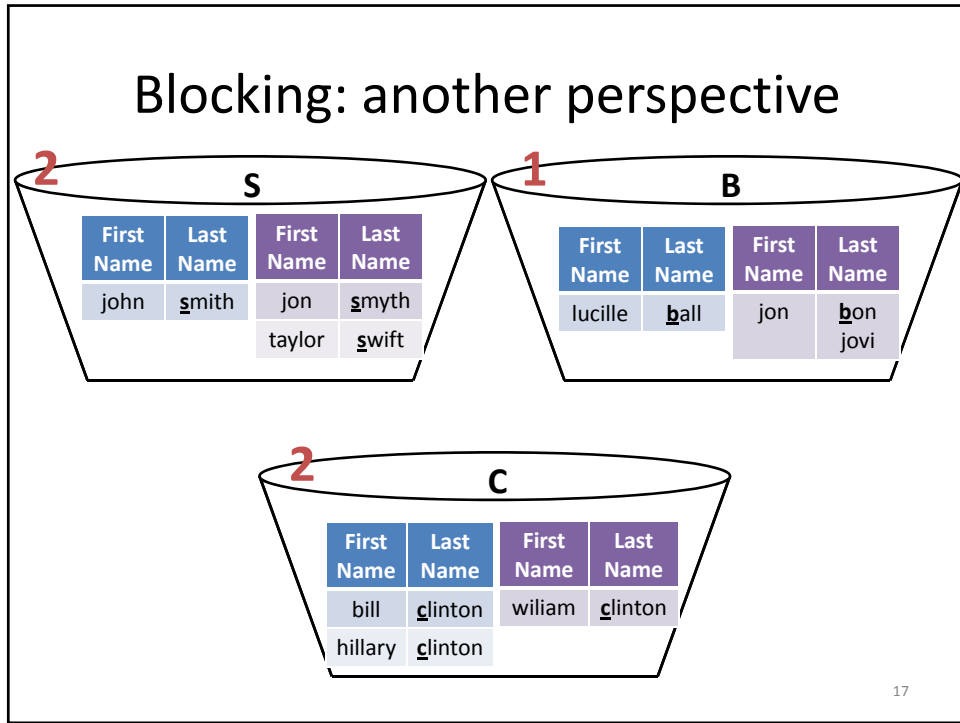 Blocking: another perspective
2
S
First Name Last Name First Name Last Name
john smith jon smyth
taylor swift
1
B
First Name Last Name First Name Last Name
lucille ball jon bon jovi
2
C
First Name Last Name First Name Last Name
bill clinton wiliam clinton
hillary clinton
17